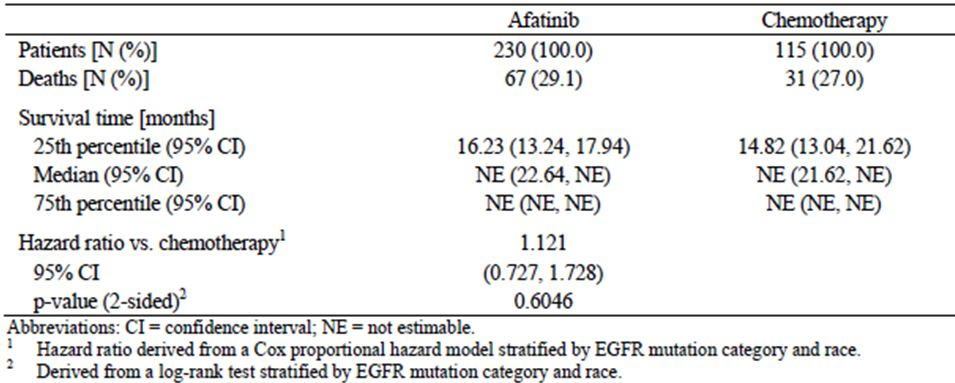 Afatinib Chemotherapy
Patients [N (%)] 230 (100.0) 115 (100.0)
Deaths [N (%)] 67 (29.1) 31 (27.0)
Survival time [months]
25th percentile (95% CI) 16.23 (13.24, 17.94) 14.82 (13.04, 21.62)
Median (95% CI) NE (22.64, NE) NE (21.62, NE)
75th percentile (95% CI) NE (NE, NE) NE (NE, NE)
Hazard ratio vs. chemotherapy¹ 1.121
95% CI (0.727, 1.728)
p-value (2-sided)² 0.6046
Abbreviations: CI = confidence interval; NE = not estimable.
¹ Hazard ratio derived from a Cox proportional hazard model stratified by EGFR mutation category and race.
² Derived from a log-rank test stratified by EGFR mutation category and race.